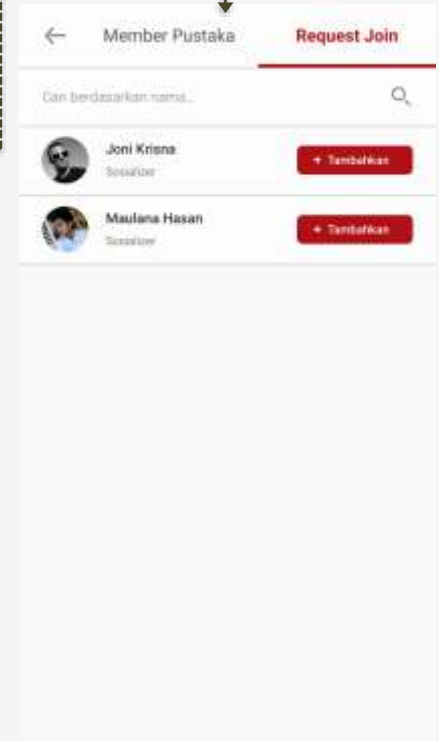 Member Pustaka
Request Join
Cari berdasarkan nama...
Joni Krisna
Sosializer
+ Tambahkan
Maulana Hasan
Sosializer
+ Tambahkan